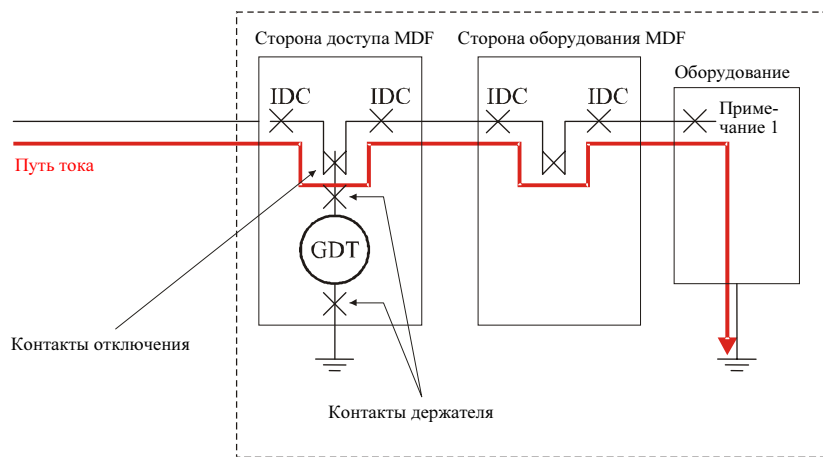 Сторона доступа MDF
Сторона оборудования MDF
Оборудование
IDC
IDC
IDC
IDC
Приме-
чание 1
Путь тока
GDT
Контакты отключения
Контакты держателя